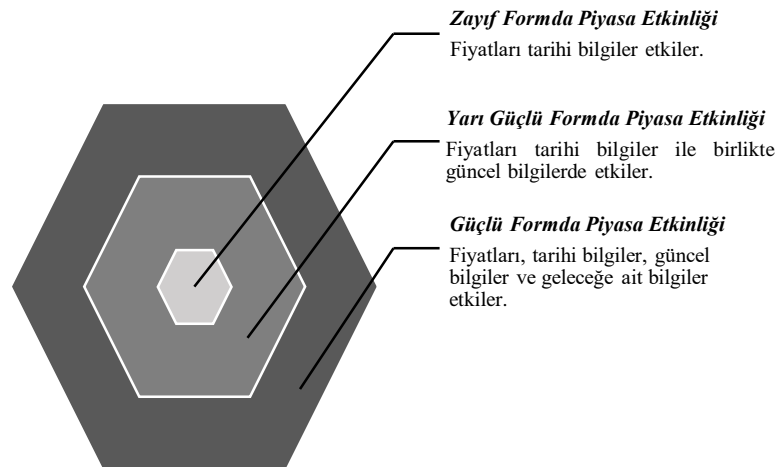 Zayıf Formda Piyasa Etkinliği
Fiyatları tarihi bilgiler etkiler.
Yarı Güçlü Formda Piyasa Etkinliği
Fiyatları tarihi bilgiler ile birlikte
güncel bilgilerde etkiler.
Güçlü Formda Piyasa Etkinliği
Fiyatları, tarihi bilgiler, güncel
bilgiler ve geleceğe ait bilgiler
etkiler.